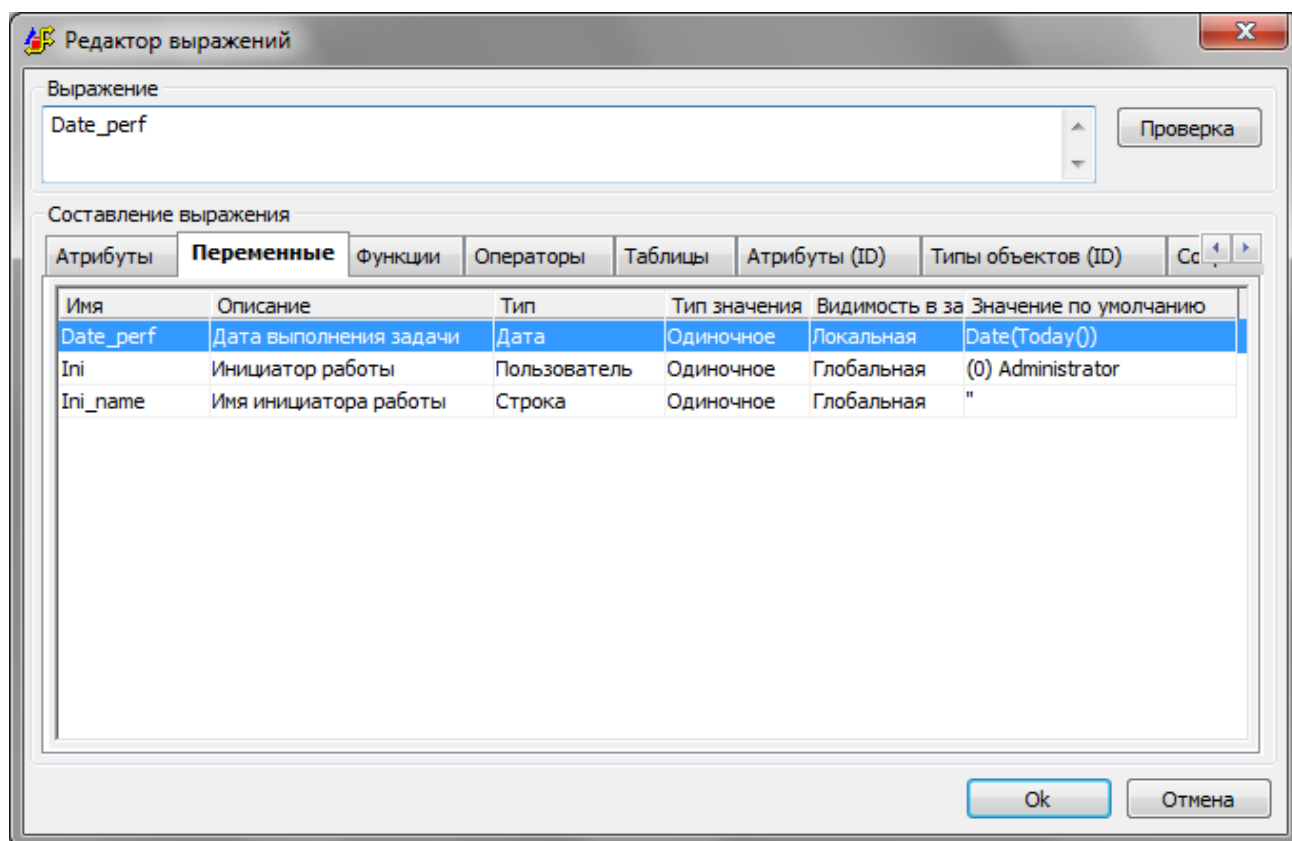 Редактор выражений
Выражение
Date_perf
Проверка
Составление выражения
Атрибуты Переменные Функции Операторы Таблицы Атрибуты (ID) Типы объектов (ID)
Имя Описание Тип Тип значения Видимость в за Значение по умолчанию
Date_perf Дата выполнения задачи Дата Одиночное Локальная Date(Today())
Ini Инициатор работы Пользователь Одиночное Глобальная (0) Administrator
Ini_name Имя инициатора работы Строка Одиночное Глобальная "
Ok Отмена